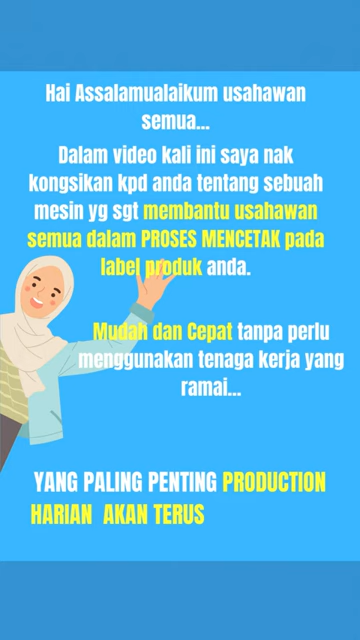 Hai Assalamualaikum usahawan
semua...
Dalam video kali ini saya nak
kongsikan kpd anda tentang sebuah
mesin yg sgt membantu usahawan
semua dalam PROSES MENCETAK pada
label produk anda.
Mudah dan Cepat tanpa perlu
menggunakan tenaga kerja yang
ramai...
YANG PALING PENTING PRODUCTION
HARIAN AKAN TERUS